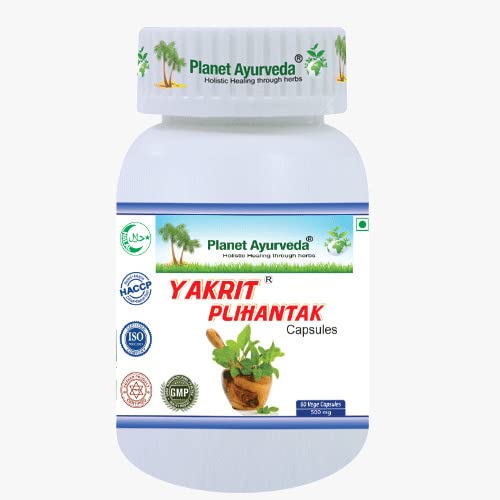 Planet Ayurveda®
Holistic Healing through herbs
Planet Ayurveda®
Holistic Healing through herbs
YAKRIT®
PLIHANTAK
Capsules
HACCP
ISO
GMP
60 Vege Capsules
500 mg